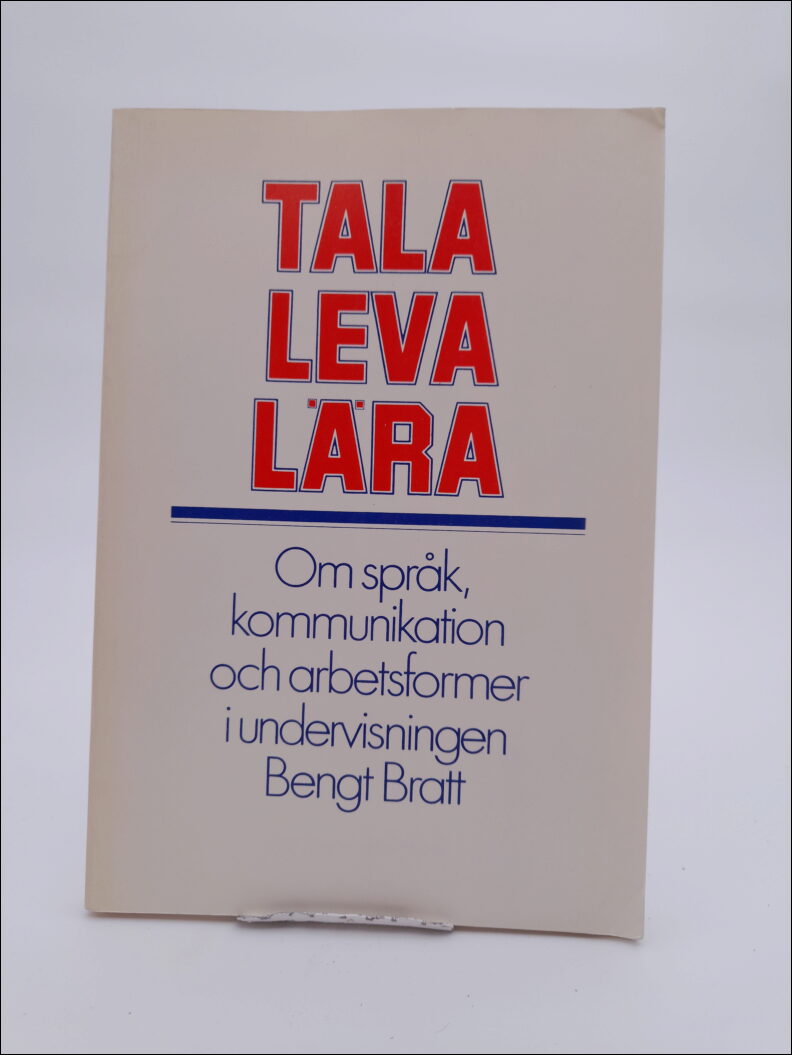 TALA
LEVA
LÄRA
Om språk,
kommunikation
och arbetsformer
i undervisningen
Bengt Bratt